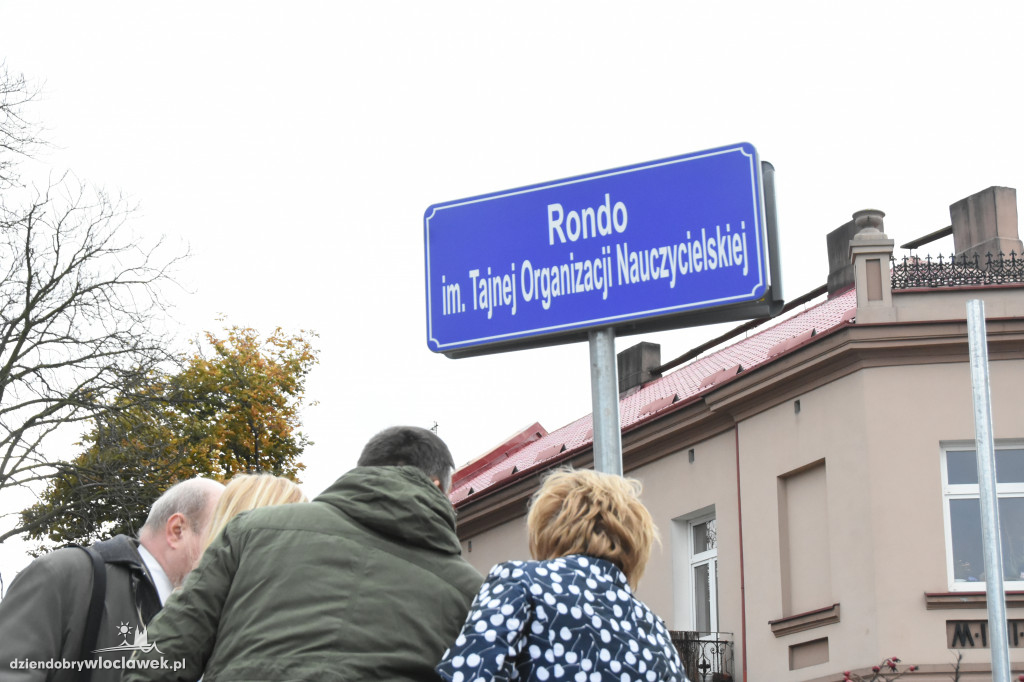 Rondo
im. Tajnej Organizacji Nauczycielskiej
dziendobrywloclawek.pl